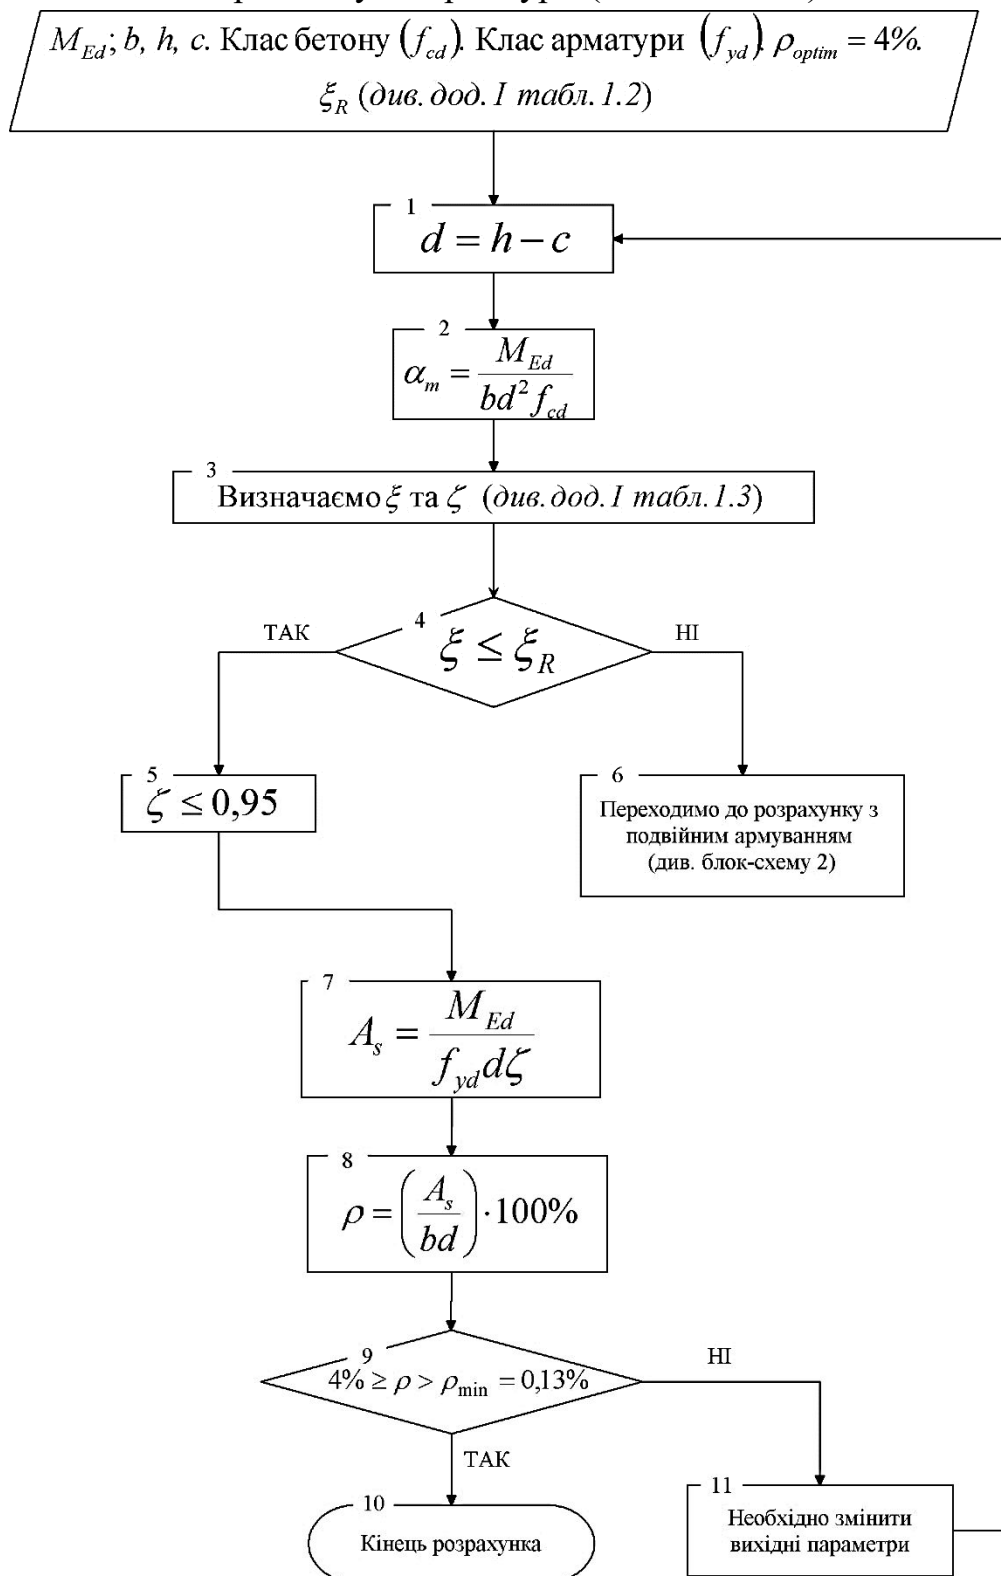 M_Ed; b, h, c. Клас бетону (f_cd). Клас арматури (f_yd). ρ_optim = 4%.
ξ_R (див. дод. I табл. 1.2)
1
d = h − c
2
α_m = M_Ed / bd² f_cd
3
Визначаємо ξ та ζ (див. дод. I табл. 1.3)
4
ξ ≤ ξ_R
ТАК
НІ
5
ζ ≤ 0,95
6
Переходимо до розрахунку з
подвійним армуванням
(див. блок-схему 2)
7
A_s = M_Ed / f_yd dζ
8
ρ = (A_s / bd) · 100%
9
4% ≥ ρ > ρ_min = 0,13%
НІ
ТАК
10
Кінець розрахунка
11
Необхідно змінити
вихідні параметри